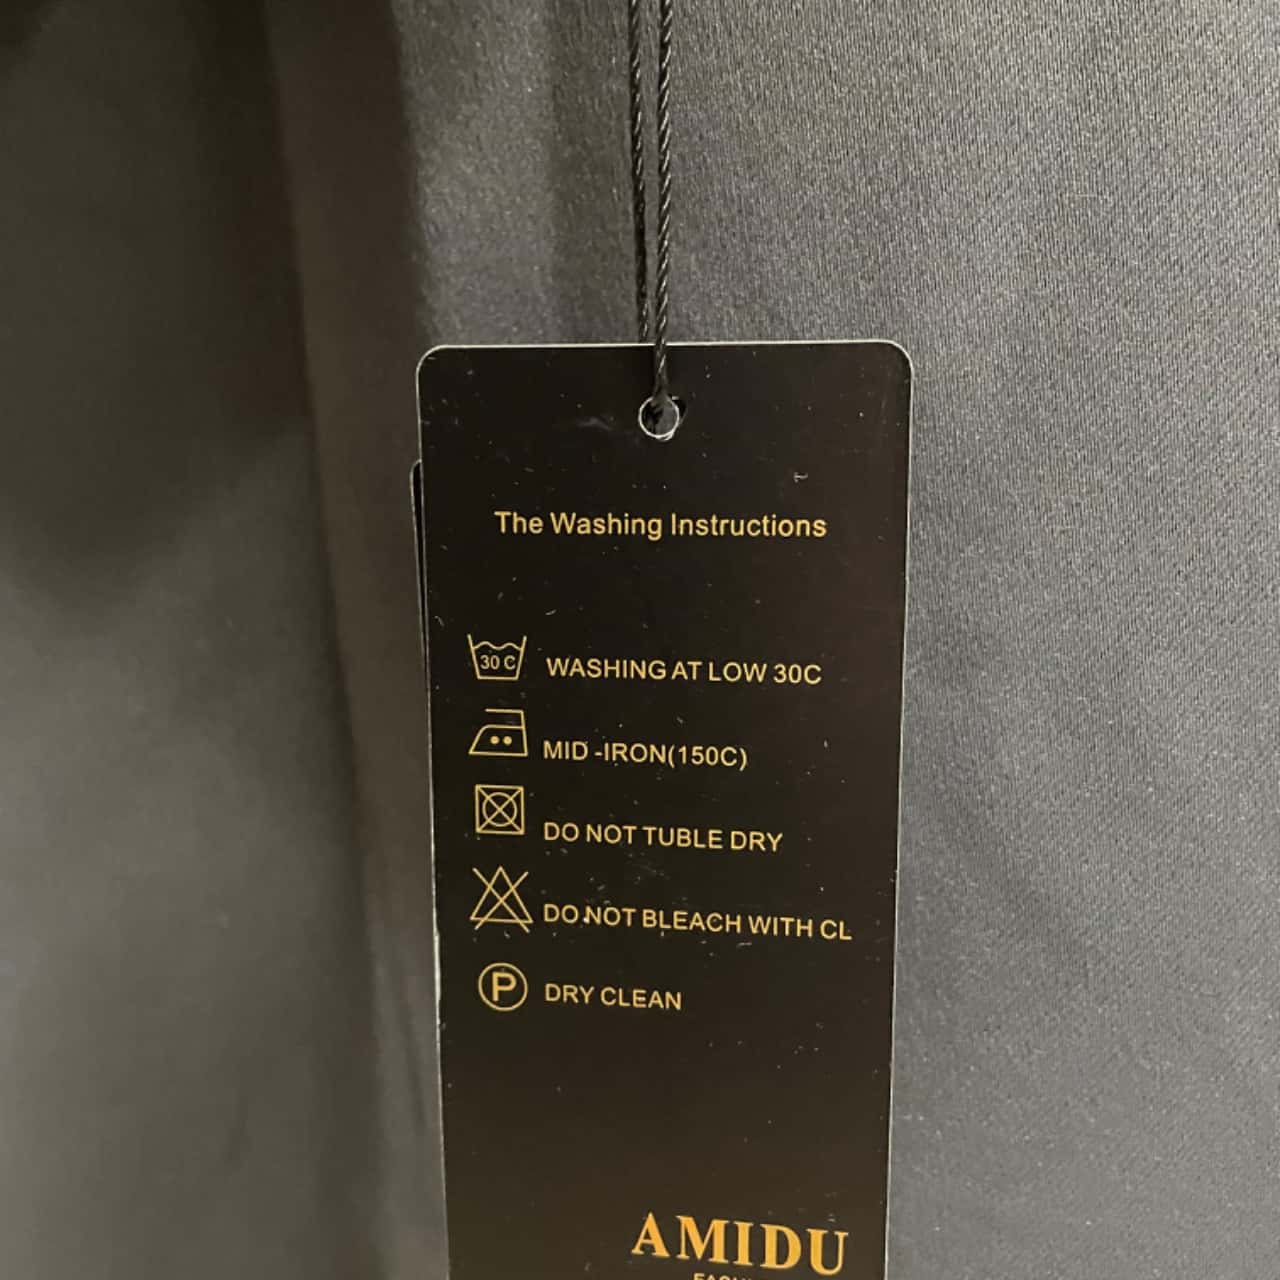 The Washing Instructions
30 C WASHING AT LOW 30C
MID -IRON(150C)
DO NOT TUBLE DRY
DO NOT BLEACH WITH CL
P DRY CLEAN
AMIDU